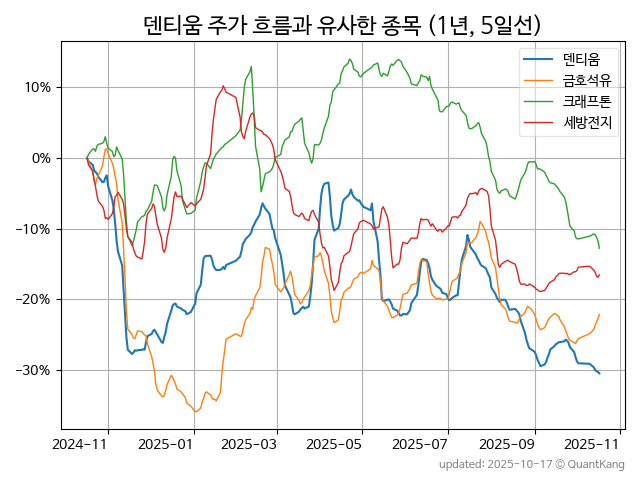 덴티움 주가 흐름과 유사한 종목 (1년, 5일선)
덴티움
금호석유
크래프톤
세방전지
10%
0%
−10%
−20%
−30%
2024−11
2025−01
2025−03
2025−05
2025−07
2025−09
2025−11
updated: 2025-10-17 © QuantKang